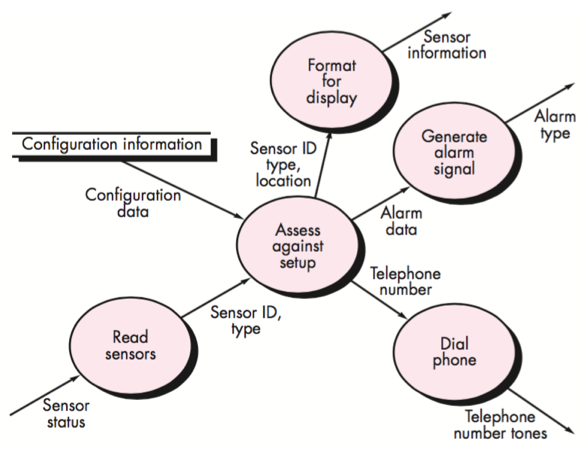 Sensor
information
Format
for
display
Alarm
type
Generate
alarm
signal
Configuration information
Sensor ID
type,
location
Configuration
data
Alarm
data
Assess
against
setup
Telephone
number
Sensor ID,
type
Read
sensors
Dial
phone
Sensor
status
Telephone
number tones